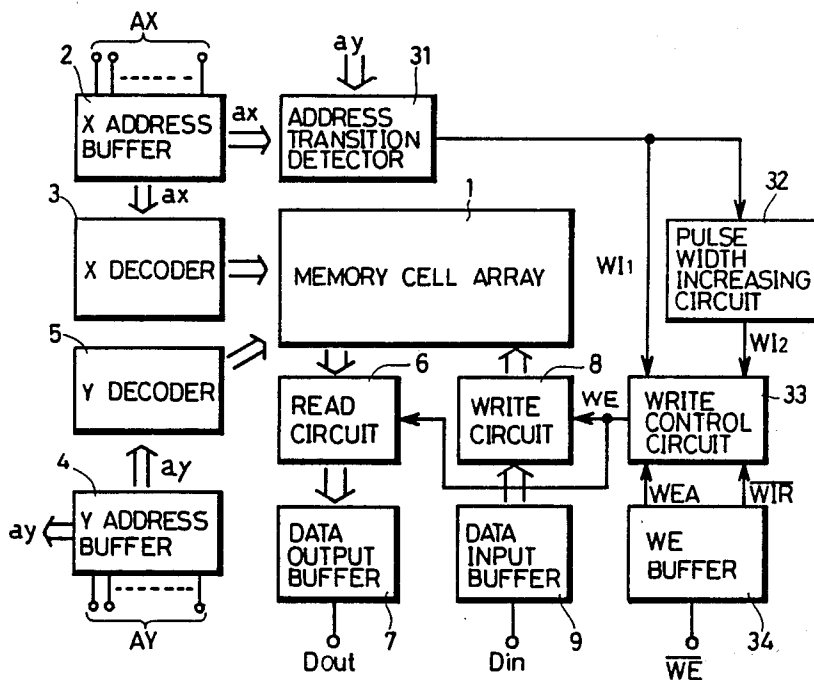 AX
2
X ADDRESS
BUFFER
ax
ay
31
ADDRESS
TRANSITION
DETECTOR
ax
3
X DECODER
1
MEMORY CELL ARRAY
WI1
32
PULSE
WIDTH
INCREASING
CIRCUIT
WI2
5
Y DECODER
6
READ
CIRCUIT
8
WRITE
CIRCUIT
WE
33
WRITE
CONTROL
CIRCUIT
ay
4
ay
Y ADDRESS
BUFFER
AY
DATA
OUTPUT
BUFFER
7
Dout
DATA
INPUT
BUFFER
9
Din
WEA
W̅I̅R̅
WE
BUFFER
34
W̅E̅